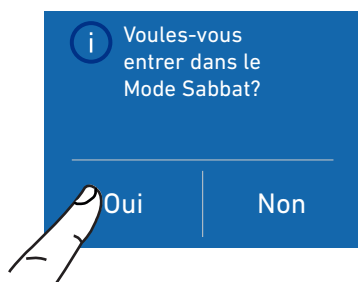 i
Voules-vous
entrer dans le
Mode Sabbat?
Oui
Non